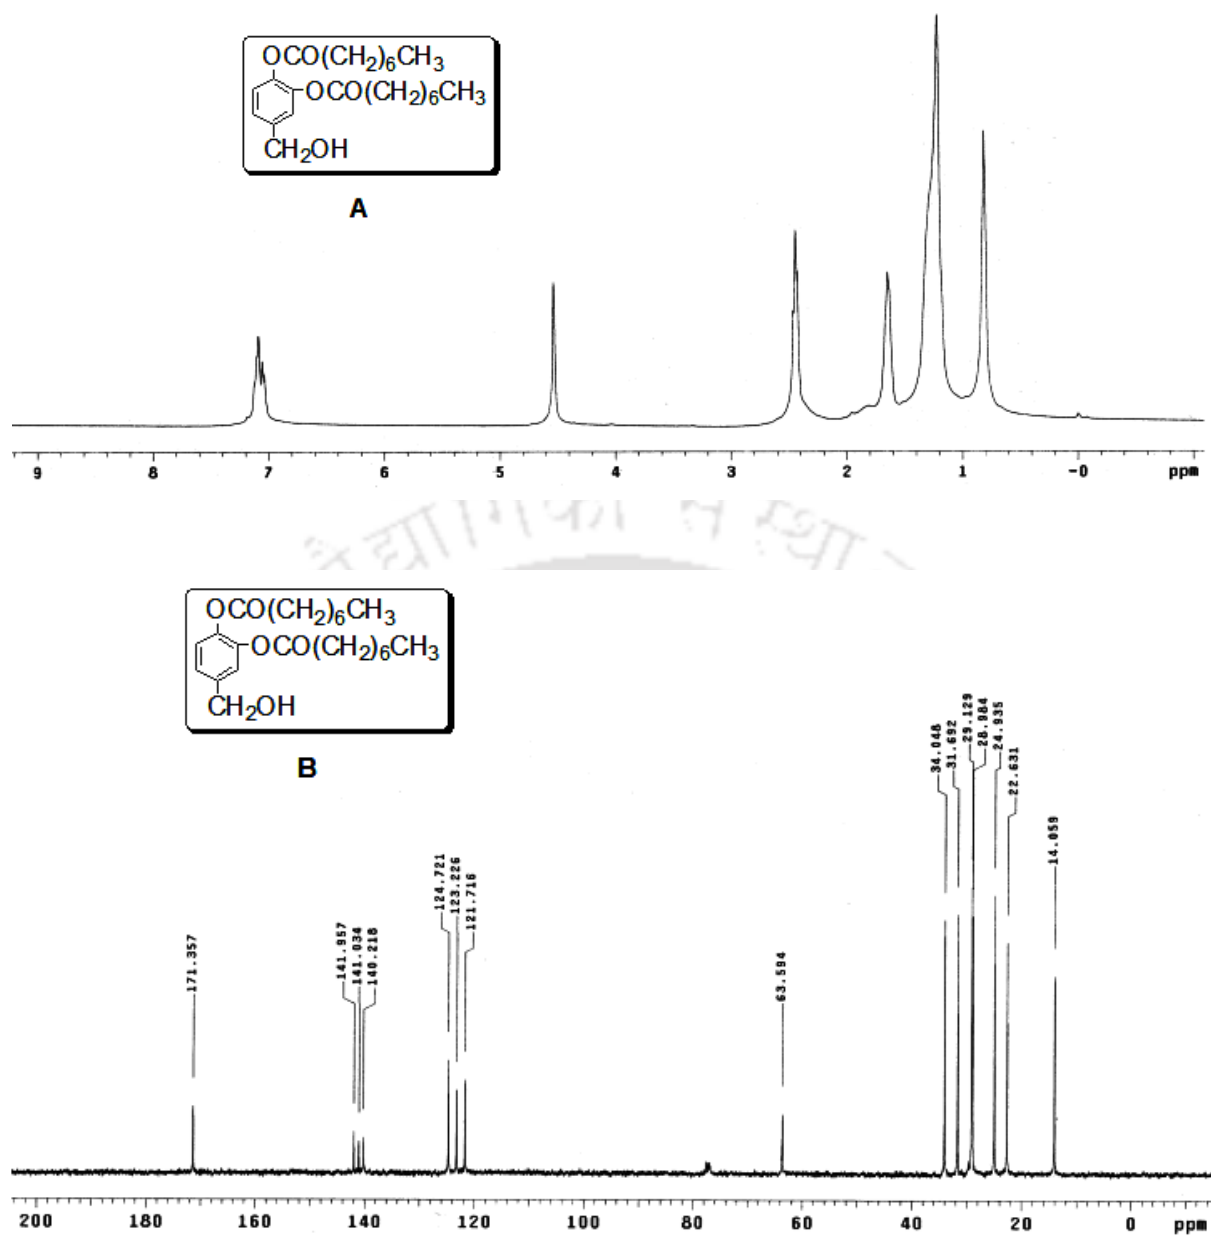 OCO(CH₂)₆CH₃
OCO(CH₂)₆CH₃
CH₂OH
A
9 8 7 6 5 4 3 2 1 -0 ppm
OCO(CH₂)₆CH₃
OCO(CH₂)₆CH₃
CH₂OH
B
171.357
141.957
141.034
140.218
124.721
123.226
121.716
63.594
34.048
31.692
29.129
28.984
24.935
22.631
14.059
200 180 160 140 120 100 80 60 40 20 0 ppm